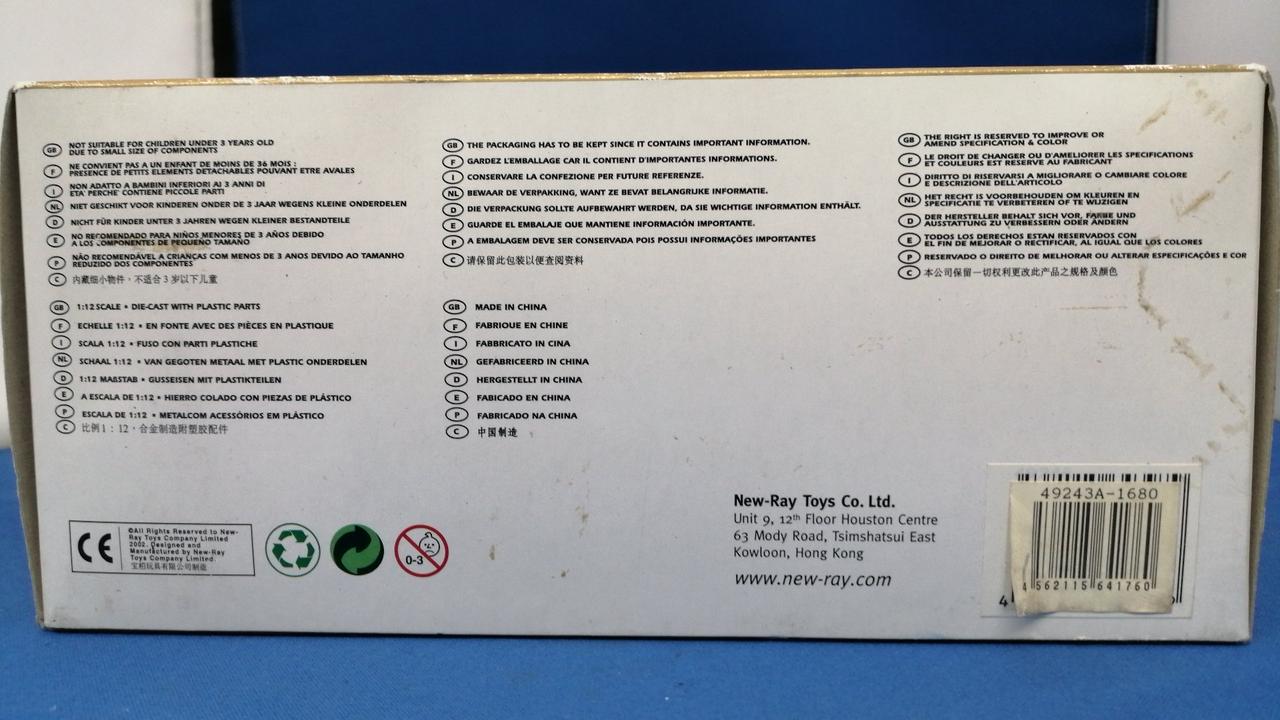 GB NOT SUITABLE FOR CHILDREN UNDER 3 YEARS OLD
DUE TO SMALL SIZE OF COMPONENTS
F NE CONVIENT PAS A UN ENFANT DE MOINS DE 36 MOIS :
PRESENCE DE PETITS ELEMENTS DETACHABLES POUVANT ETRE AVALES
I NON ADATTO A BAMBINI INFERIORI AI 3 ANNI DI
ETA' PERCHE' CONTIENE PICCOLE PARTI
NL NIET GESCHIKT VOOR KINDEREN ONDER DE 3 JAAR WEGENS KLEINE ONDERDELEN
D NICHT FÜR KINDER UNTER 3 JAHREN WEGEN KLEINER BESTANDTEILE
E NO RECOMENDADO PARA NIÑOS MENORES DE 3 AÑOS DEBIDO
A LOS COMPONENTES DE PEQUEÑO TAMANO
P NÃO RECOMENDÁVEL A CRIANÇAS COM MENOS DE 3 ANOS DEVIDO AO TAMANHO
REDUZIDO DOS COMPONENTES
C 内藏细小物件，不适合 3 岁以下儿童
GB 1:12 SCALE • DIE-CAST WITH PLASTIC PARTS
F ECHELLE 1:12 • EN FONTE AVEC DES PIÈCES EN PLASTIQUE
I SCALA 1:12 • FUSO CON PARTI PLASTICHE
NL SCHAAL 1:12 • VAN GEGOTEN METAAL MET PLASTIC ONDERDELEN
D 1:12 MAßSTAB • GUSSEISEN MIT PLASTIKTEILEN
E A ESCALA DE 1:12 • HIERRO COLADO CON PIEZAS DE PLÁSTICO
P ESCALA DE 1:12 • METALCOM ACESSÓRIOS EM PLÁSTICO
C 比例 1：12，合金制造附塑胶配件
GB THE PACKAGING HAS TO BE KEPT SINCE IT CONTAINS IMPORTANT INFORMATION.
F GARDEZ L'EMBALLAGE CAR IL CONTIENT D'IMPORTANTES INFORMATIONS.
I CONSERVARE LA CONFEZIONE PER FUTURE REFERENZE.
NL BEWAAR DE VERPAKKING, WANT ZE BEVAT BELANGRIJKE INFORMATIE.
D DIE VERPACKUNG SOLLTE AUFBEWAHRT WERDEN, DA SIE WICHTIGE INFORMATION ENTHÄLT.
E GUARDE EL EMBALAJE QUE MANTIENE INFORMACIÓN IMPORTANTE.
P A EMBALAGEM DEVE SER CONSERVADA POIS POSSUI INFORMAÇÕES IMPORTANTES
C 请保留此包装以便查阅资料
GB MADE IN CHINA
F FABRIQUE EN CHINE
I FABBRICATO IN CINA
NL GEFABRICEERD IN CHINA
D HERGESTELLT IN CHINA
E FABICADO EN CHINA
P FABRICADO NA CHINA
C 中国制造
GB THE RIGHT IS RESERVED TO IMPROVE OR
AMEND SPECIFICATION & COLOR
F LE DROIT DE CHANGER OU D'AMELIORER LES SPECIFICATIONS
ET COULEURS EST RESERVE AU FABRICANT
I DIRITTO DI RISERVARSI A MIGLIORARE O CAMBIARE COLORE
E DESCRIZIONE DELL'ARTICOLO
NL HET RECHT IS VOORBEHOUDEN OM KLEUREN EN
SPECIFICATIE TE VERBETEREN OF TE WIJZIGEN
D DER HERSTELLER BEHALT SICH VOR, FARBE UND
AUSSTATTUNG ZU VERBESSERN ODER ÄNDERN
E TODOS LOS DERECHOS ESTAN RESERVADOS CON
EL FIN DE MEJORAR O RECTIFICAR, AL IGUAL QUE LOS COLORES
P RESERVADO O DIREITO DE MELHORAR OU ALTERAR ESPECIFICAÇÕES E COR
C 本公司保留一切权利更改此产品之规格及颜色
CE
©All Rights Reserved to New-
Ray Toys Company Limited
2002. Designed and
Manufactured by New-Ray
Toys Company Limited.
宝柏玩具有限公司制造
0-3
New-Ray Toys Co. Ltd.
Unit 9, 12th Floor Houston Centre
63 Mody Road, Tsimshatsui East
Kowloon, Hong Kong
www.new-ray.com
49243A-1680
4 562115 641760
4